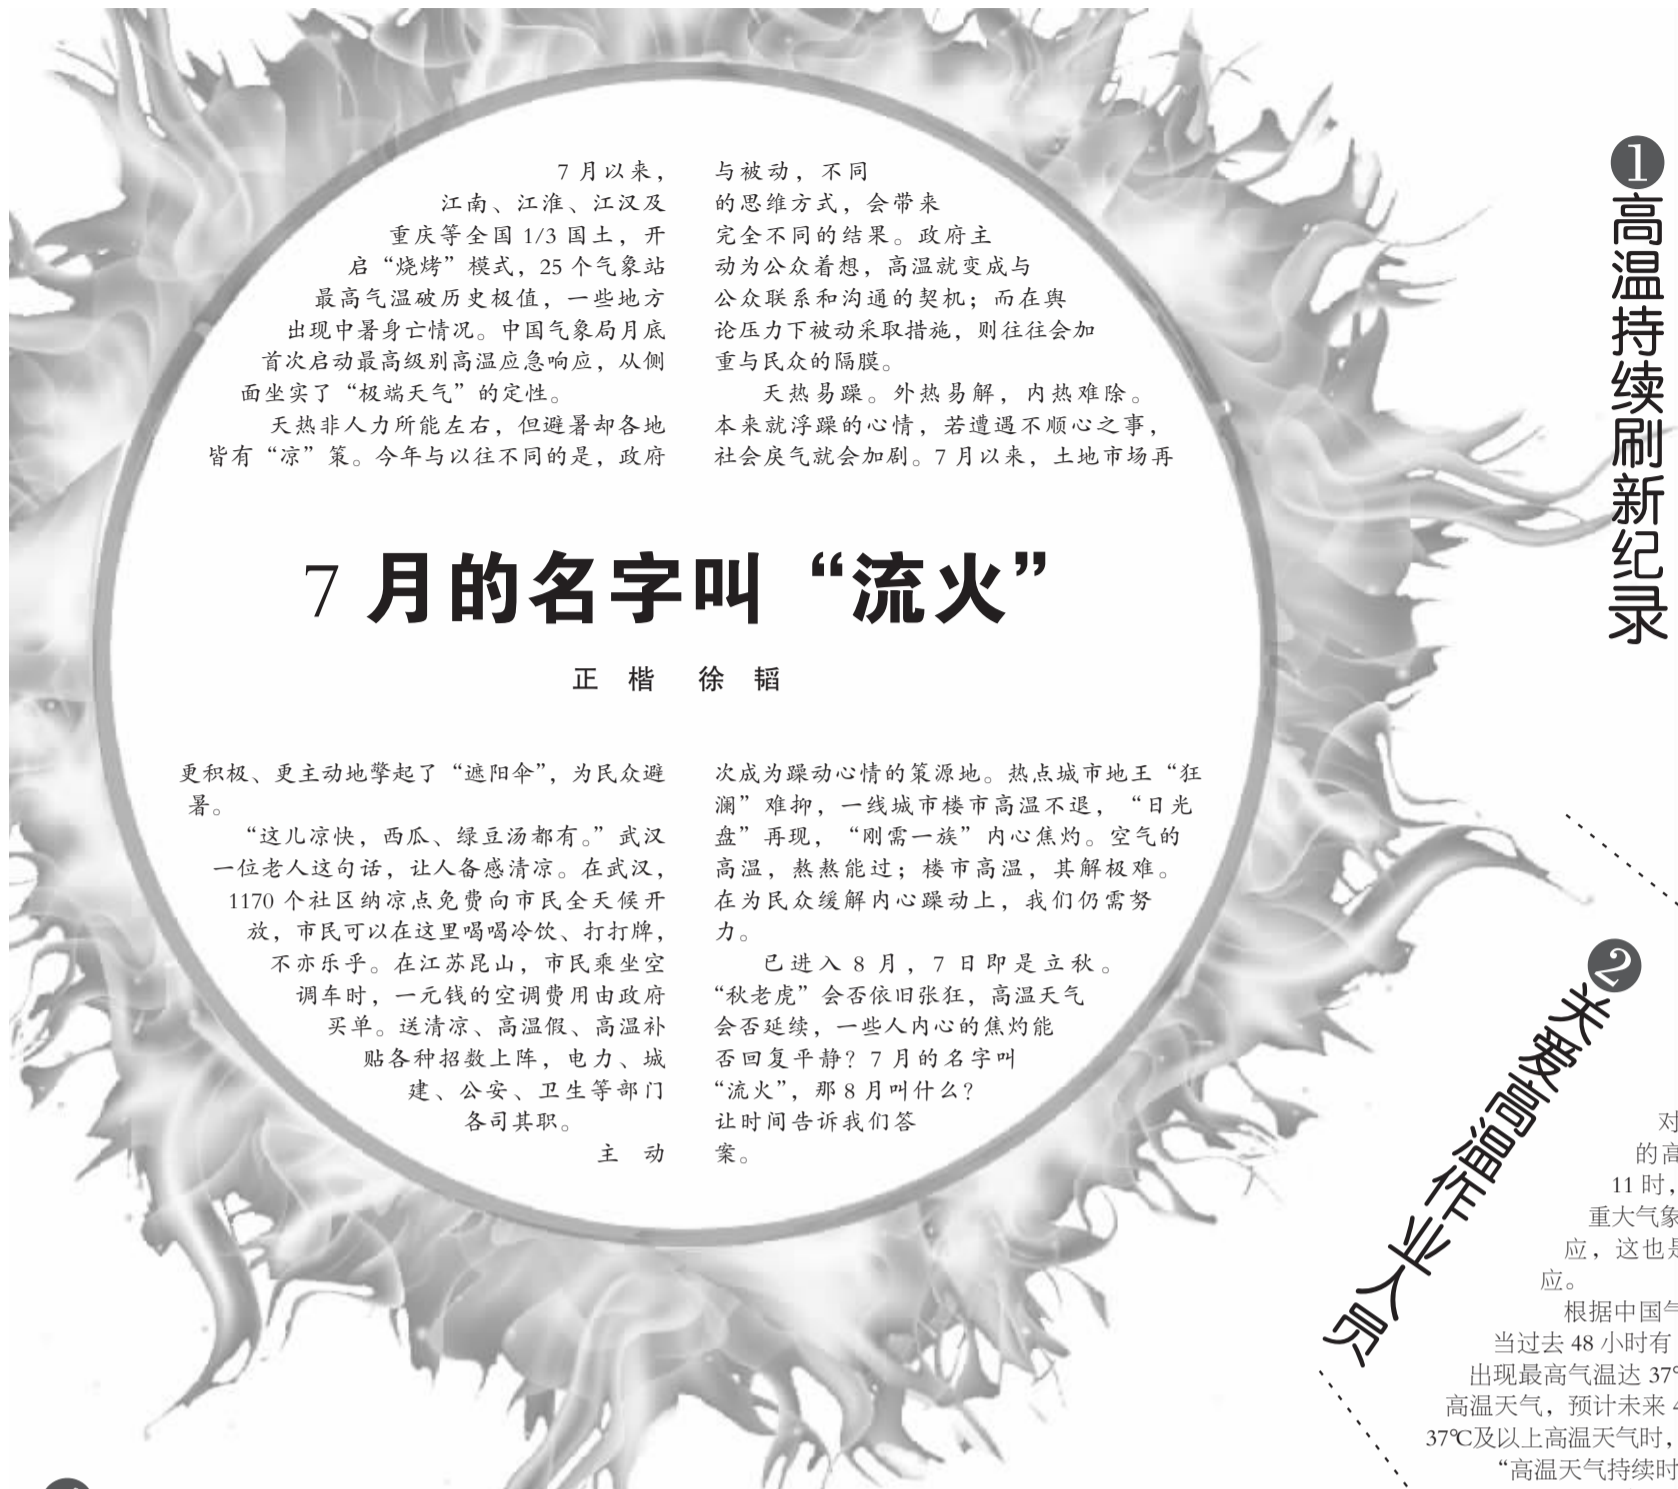 7月以来，
江南、江淮、江汉及
重庆等全国 1/3 国土，开
启“烧烤”模式，25 个气象站
最高气温破历史极值，一些地方
出现中暑身亡情况。中国气象局月底
首次启动最高级别高温应急响应，从侧
面坐实了“极端天气”的定性。
天热非人力所能左右，但避暑却各地
皆有“凉”策。今年与以往不同的是，政府
7月的名字叫“流火”
正楷 徐韬
更积极、更主动地擎起了“遮阳伞”，为民众避
暑。
“这儿凉快，西瓜、绿豆汤都有。”武汉
一位老人这句话，让人备感清凉。在武汉，
1170 个社区纳凉点免费向市民全天候开
放，市民可以在这里喝喝冷饮、打打牌，
不亦乐乎。在江苏昆山，市民乘坐空
调车时，一元钱的空调费用由政府
买单。送清凉、高温假、高温补
贴各种招数上阵，电力、城
建、公安、卫生等部门
各司其职。
主动
与被动，不同
的思维方式，会带来
完全不同的结果。政府主
动为公众着想，高温就变成与
公众联系和沟通的契机；而在舆
论压力下被动采取措施，则往往会加
重与民众的隔膜。
天热易躁。外热易解，内热难除。
本来就浮躁的心情，若遭遇不顺心之事，
社会戾气就会加剧。7 月以来，土地市场再
次成为躁动心情的策源地。热点城市地王“狂
澜”难抑，一线城市楼市高温不退，“日光
盘”再现，“刚需一族”内心焦灼。空气的
高温，熬熬能过；楼市高温，其解极难。
在为民众缓解内心躁动上，我们仍需努
力。
已进入 8 月，7 日即是立秋。
“秋老虎”会否依旧张狂，高温天气
会否延续，一些人内心的焦灼能
否回复平静？7 月的名字叫
“流火”，那 8 月叫什么？
让时间告诉我们答
案。
1高温持续刷新纪录
2关爱高温作业人员
对
的高
11 时，
重大气象
应，这也是
应。
根据中国气
当过去 48 小时有
出现最高气温达 37℃
高温天气，预计未来 4
37℃及以上高温天气时，
“高温天气持续时